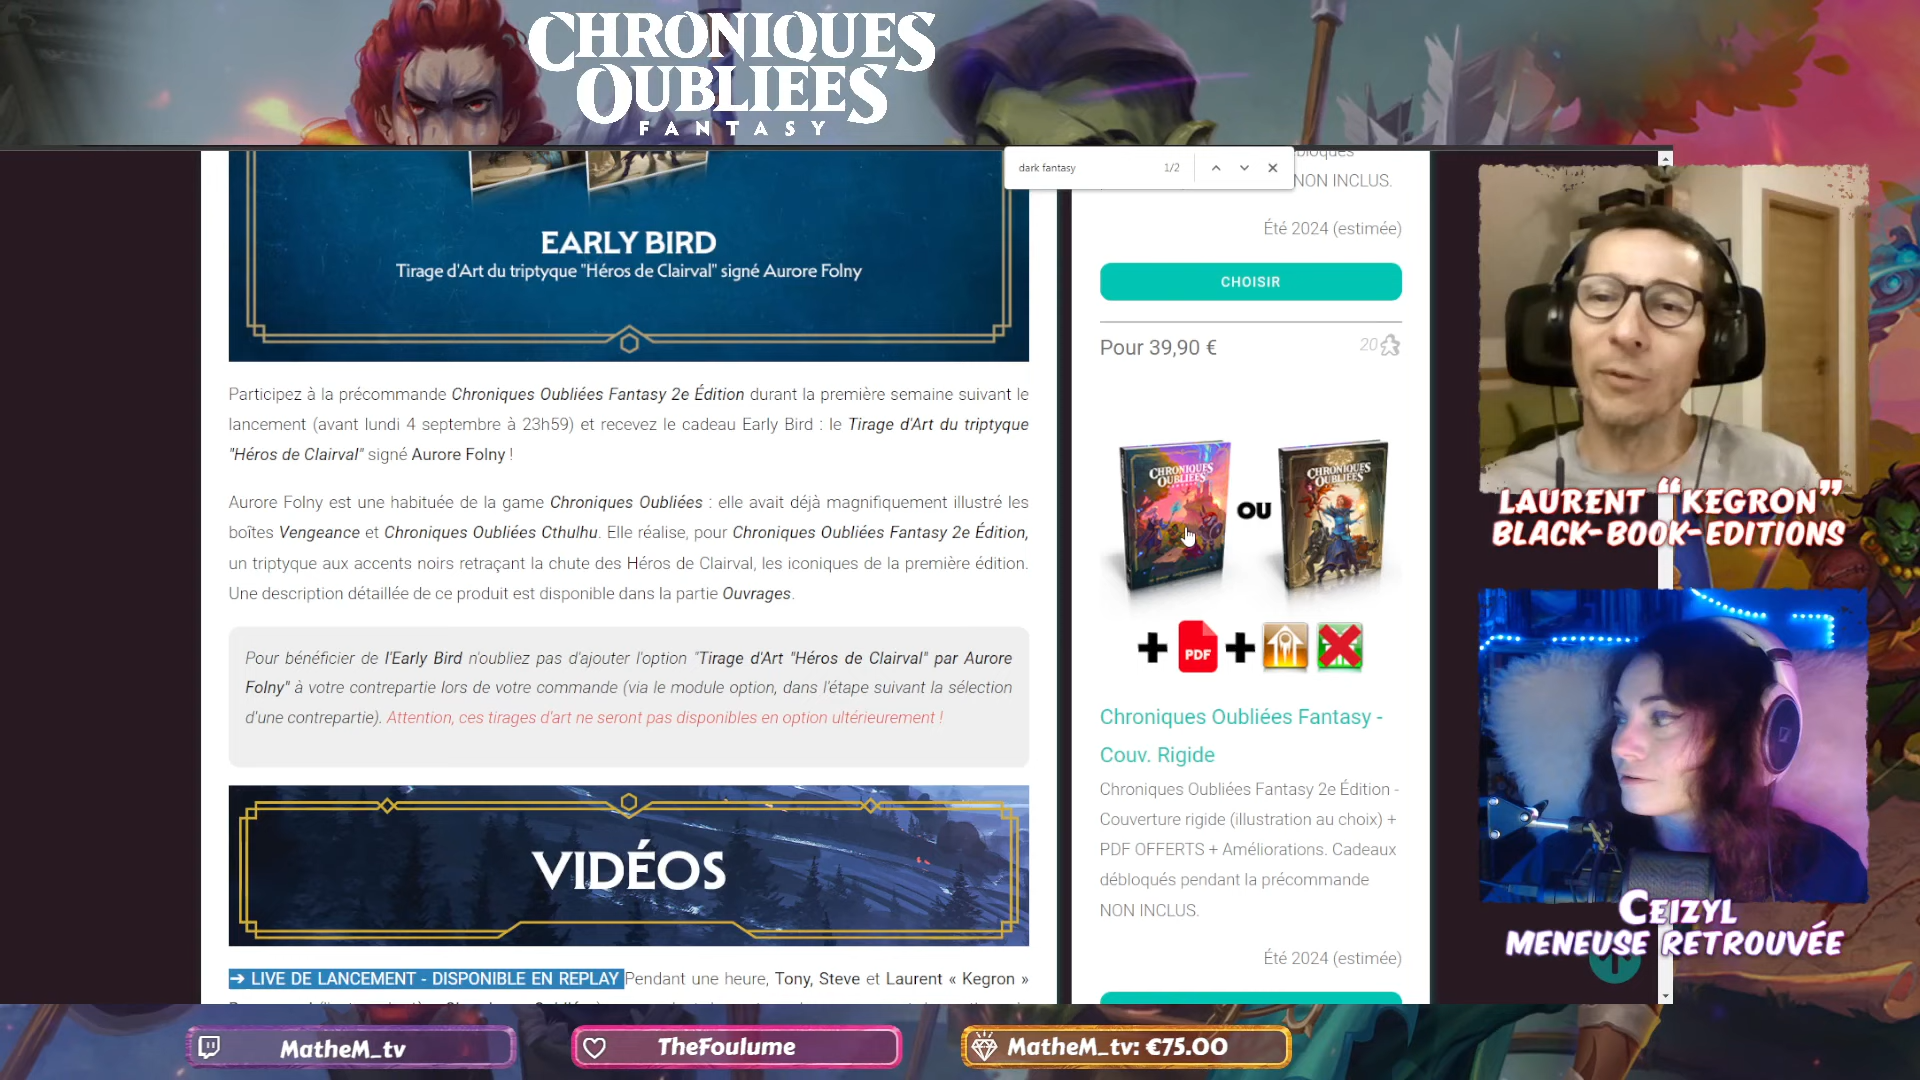 CHRONIQUES
OUBLIÉES
FANTASY
dark fantasy
1/2
NON INCLUS.
Été 2024 (estimée)
CHOISIR
EARLY BIRD
Tirage d'Art du triptyque "Héros de Clairval" signé Aurore Folny
Pour 39,90 €
20
Participez à la précommande Chroniques Oubliées Fantasy 2e Édition durant la première semaine suivant le
lancement (avant lundi 4 septembre à 23h59) et recevez le cadeau Early Bird : le Tirage d'Art du triptyque
"Héros de Clairval" signé Aurore Folny !
Aurore Folny est une habituée de la game Chroniques Oubliées : elle avait déjà magnifiquement illustré les
boîtes Vengeance et Chroniques Oubliées Cthulhu. Elle réalise, pour Chroniques Oubliées Fantasy 2e Édition,
un triptyque aux accents noirs retraçant la chute des Héros de Clairval, les iconiques de la première édition.
Une description détaillée de ce produit est disponible dans la partie Ouvrages.
Pour bénéficier de l'Early Bird n'oubliez pas d'ajouter l'option "Tirage d'Art "Héros de Clairval" par Aurore
Folny" à votre contrepartie lors de votre commande (via le module option, dans l'étape suivant la sélection
d'une contrepartie). Attention, ces tirages d'art ne seront pas disponibles en option ultérieurement !
VIDÉOS
➔ LIVE DE LANCEMENT - DISPONIBLE EN REPLAY Pendant une heure, Tony, Steve et Laurent « Kegron »
CHRONIQUES
OUBLIÉES
OU
CHRONIQUES
OUBLIÉES
+ PDF +
Chroniques Oubliées Fantasy -
Couv. Rigide
Chroniques Oubliées Fantasy 2e Édition -
Couverture rigide (illustration au choix) +
PDF OFFERTS + Améliorations. Cadeaux
débloqués pendant la précommande
NON INCLUS.
Été 2024 (estimée)
LAURENT “KEGRON”
BLACK-BOOK-EDITIONS
CEIZYL
MENEUSE RETROUVÉE
MatheM_tv
TheFoulume
MatheM_tv: €75.00